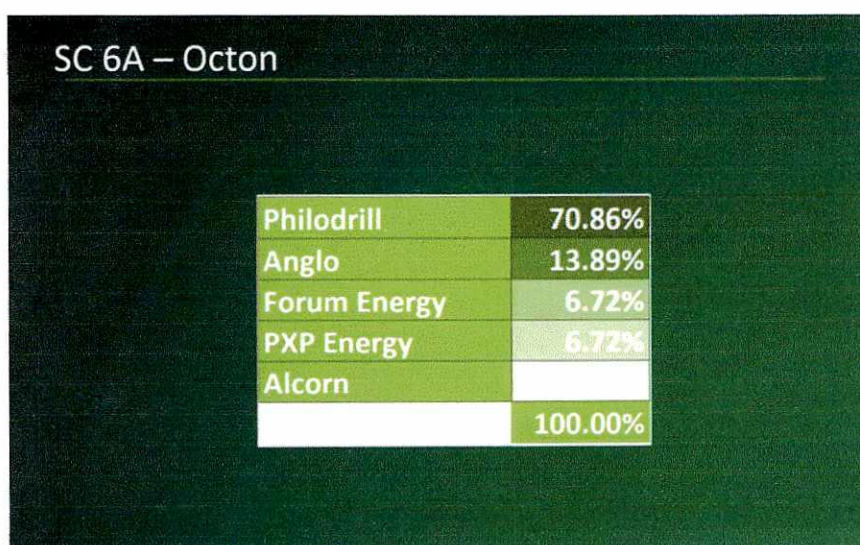 SC 6A – Octon
Philodrill 70.86%
Anglo 13.89%
Forum Energy 6.72%
PXP Energy 6.72%
Alcorn
100.00%